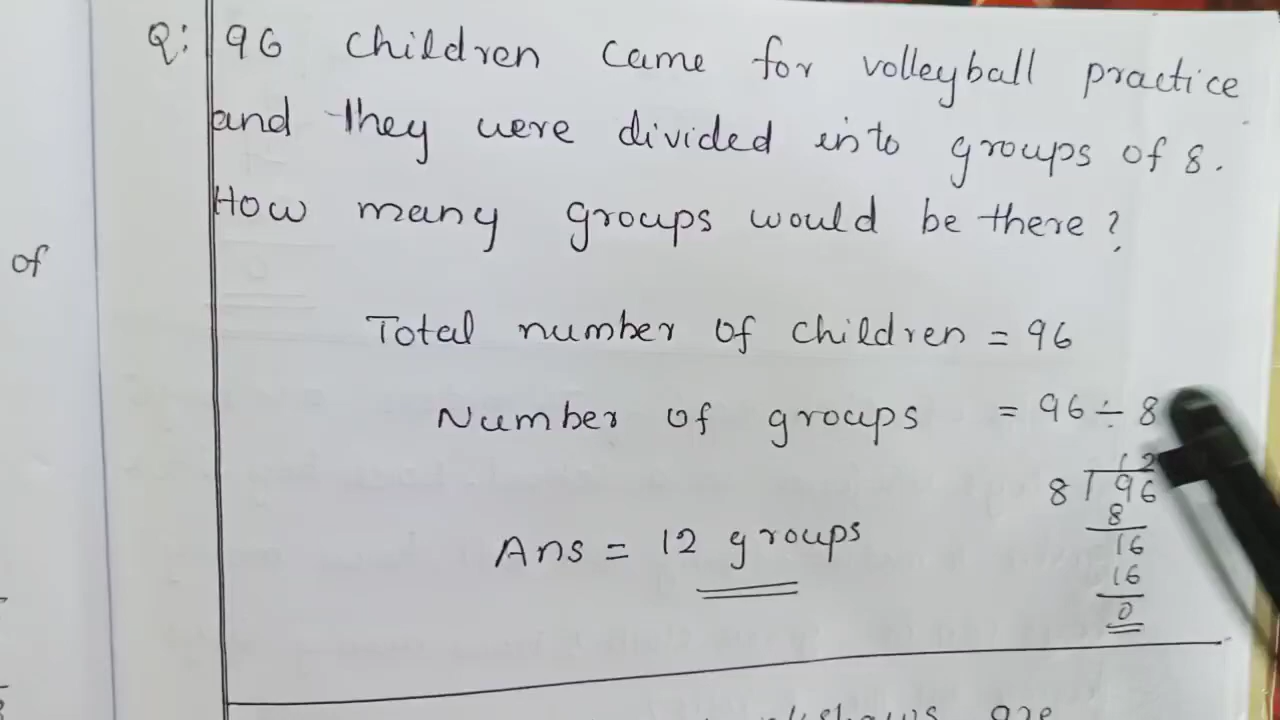 Q: 96 children came for volleyball practice
and they were divided into groups of 8.
How many groups would be there?
of
Total number of children = 96
Number of groups = 96 ÷ 8
12
8 96
8
16
Ans = 12 groups
16
0
are